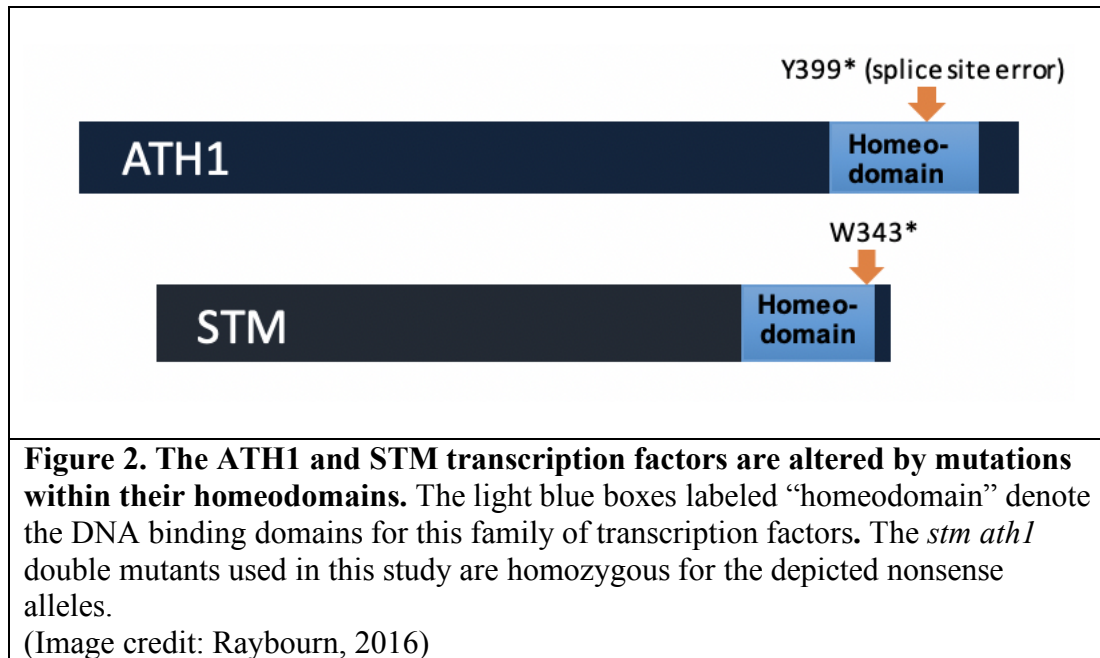 Y399* (splice site error)
ATH1
Homeo-
domain
W343*
STM
Homeo-
domain
Figure 2. The ATH1 and STM transcription factors are altered by mutations
within their homeodomains. The light blue boxes labeled “homeodomain” denote
the DNA binding domains for this family of transcription factors. The stm ath1
double mutants used in this study are homozygous for the depicted nonsense
alleles.
(Image credit: Raybourn, 2016)